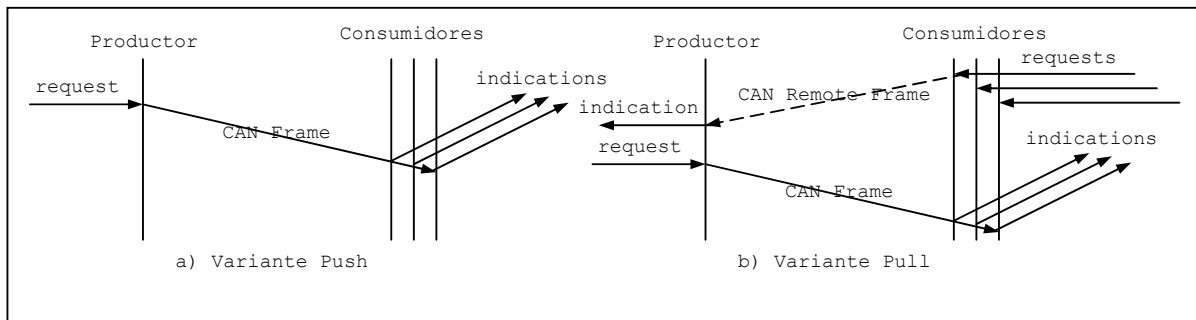 Productor
Consumidores
request
indications
CAN Frame
a) Variante Push
Productor
Consumidores
requests
CAN Remote Frame
indication
request
indications
CAN Frame
b) Variante Pull